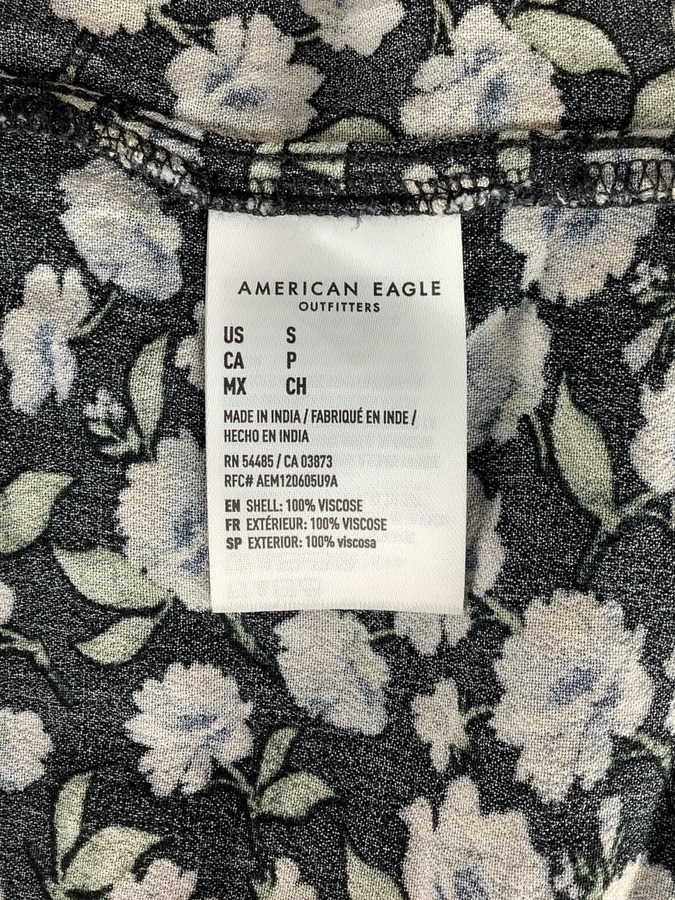 AMERICAN EAGLE
OUTFITTERS
US S
CA P
MX CH
MADE IN INDIA / FABRIQUÉ EN INDE /
HECHO EN INDIA
RN 54485 / CA 03873
RFC# AEM120605U9A
EN SHELL: 100% VISCOSE
FR EXTÉRIEUR: 100% VISCOSE
SP EXTERIOR: 100% viscosa